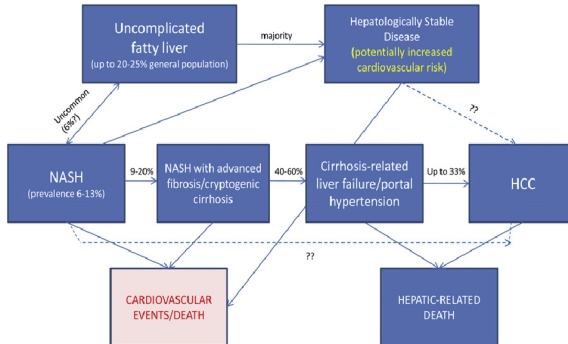 Uncomplicated
fatty liver
(up to 20-25% general population)
majority
Hepatologically Stable
Disease
(potentially increased
cardiovascular risk)
Uncommon
(6%?)
??
NASH
(prevalence 6-13%)
9-20%
NASH with advanced
fibrosis/cryptogenic
cirrhosis
40-60%
Cirrhosis-related
liver failure/portal
hypertension
Up to 33%
HCC
??
CARDIOVASCULAR
EVENTS/DEATH
HEPATIC-RELATED
DEATH